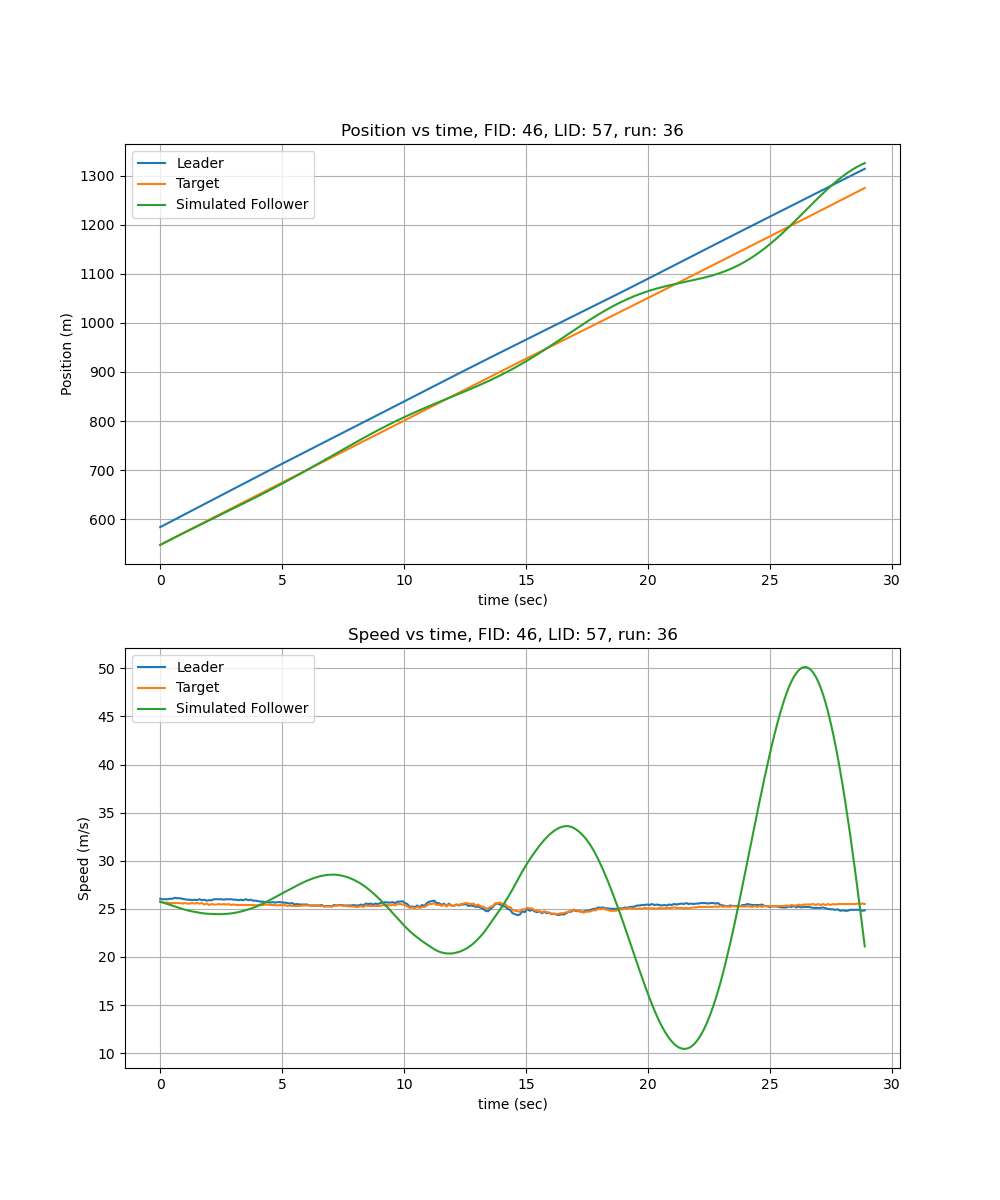 Position vs time, FID: 46, LID: 57, run: 36
Leader
Target
Simulated Follower
1300
1200
1100
1000
900
800
700
600
Position (m)
0 5 10 15 20 25 30
time (sec)
Speed vs time, FID: 46, LID: 57, run: 36
Leader
Target
Simulated Follower
50
45
40
35
30
25
20
15
10
Speed (m/s)
0 5 10 15 20 25 30
time (sec)